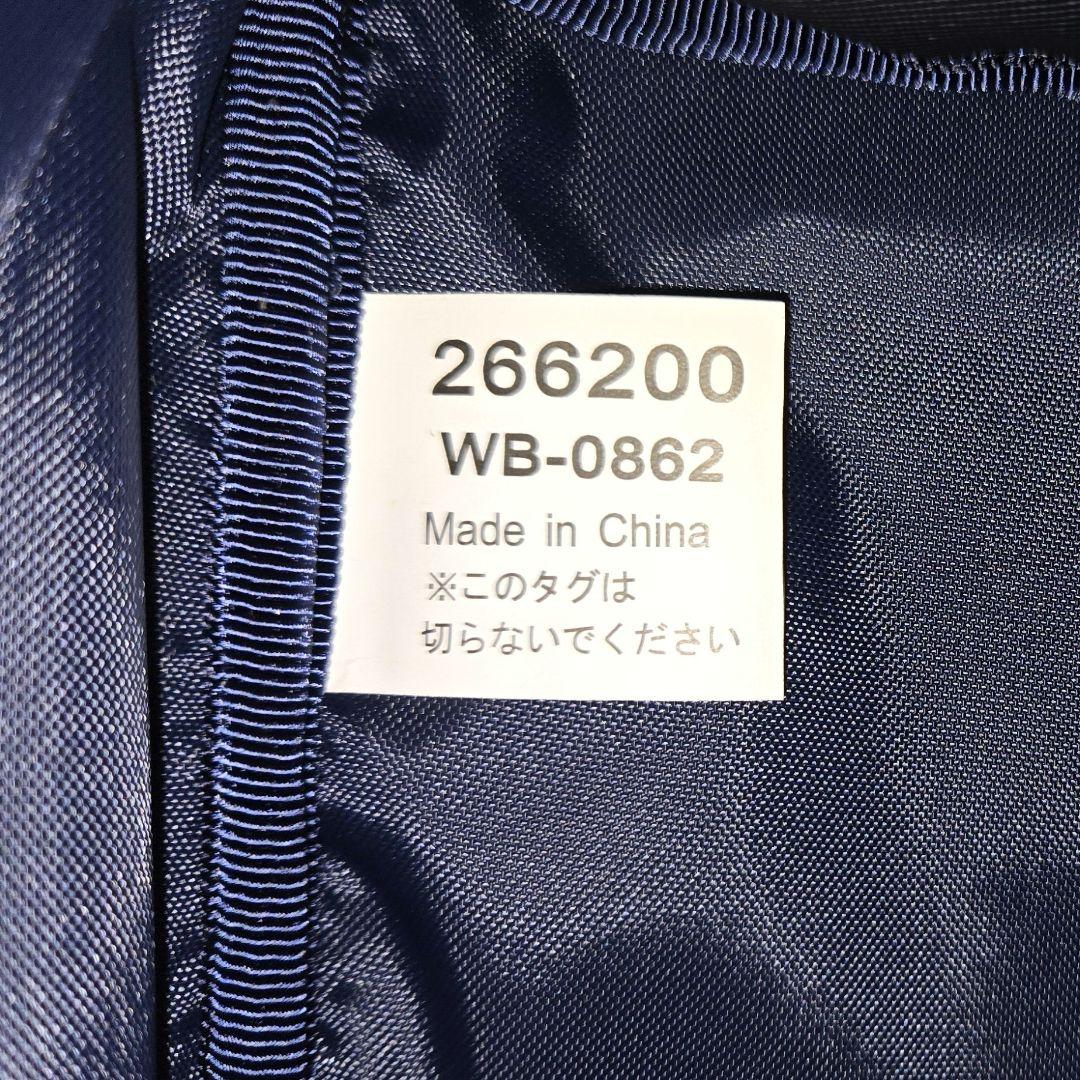 266200
WB-0862
Made in China
※このタグは
切らないでください